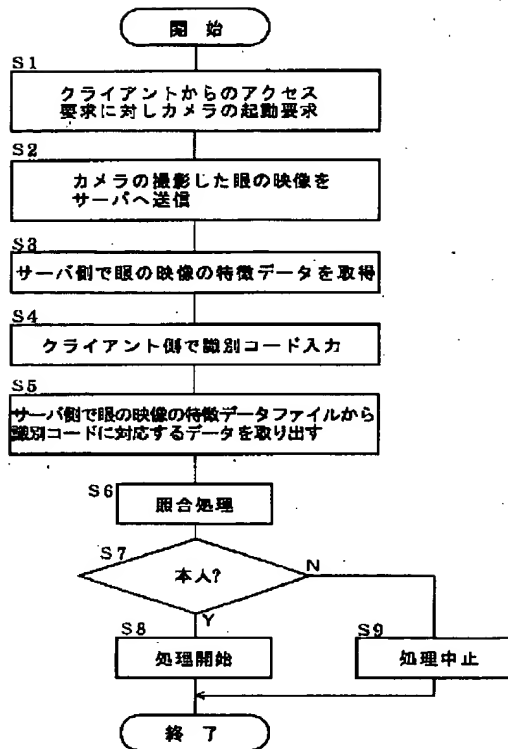 開 始
S1
クライアントからのアクセス
要求に対しカメラの起動要求
S2
カメラの撮影した眼の映像を
サーバへ送信
S3
サーバ側で眼の映像の特徴データを取得
S4
クライアント側で識別コード入力
S5
サーバ側で眼の映像の特徴データファイルから
識別コードに対応するデータを取り出す
S6
照合処理
S7
本人?
N
Y
S8
処理開始
S9
処理中止
終 了